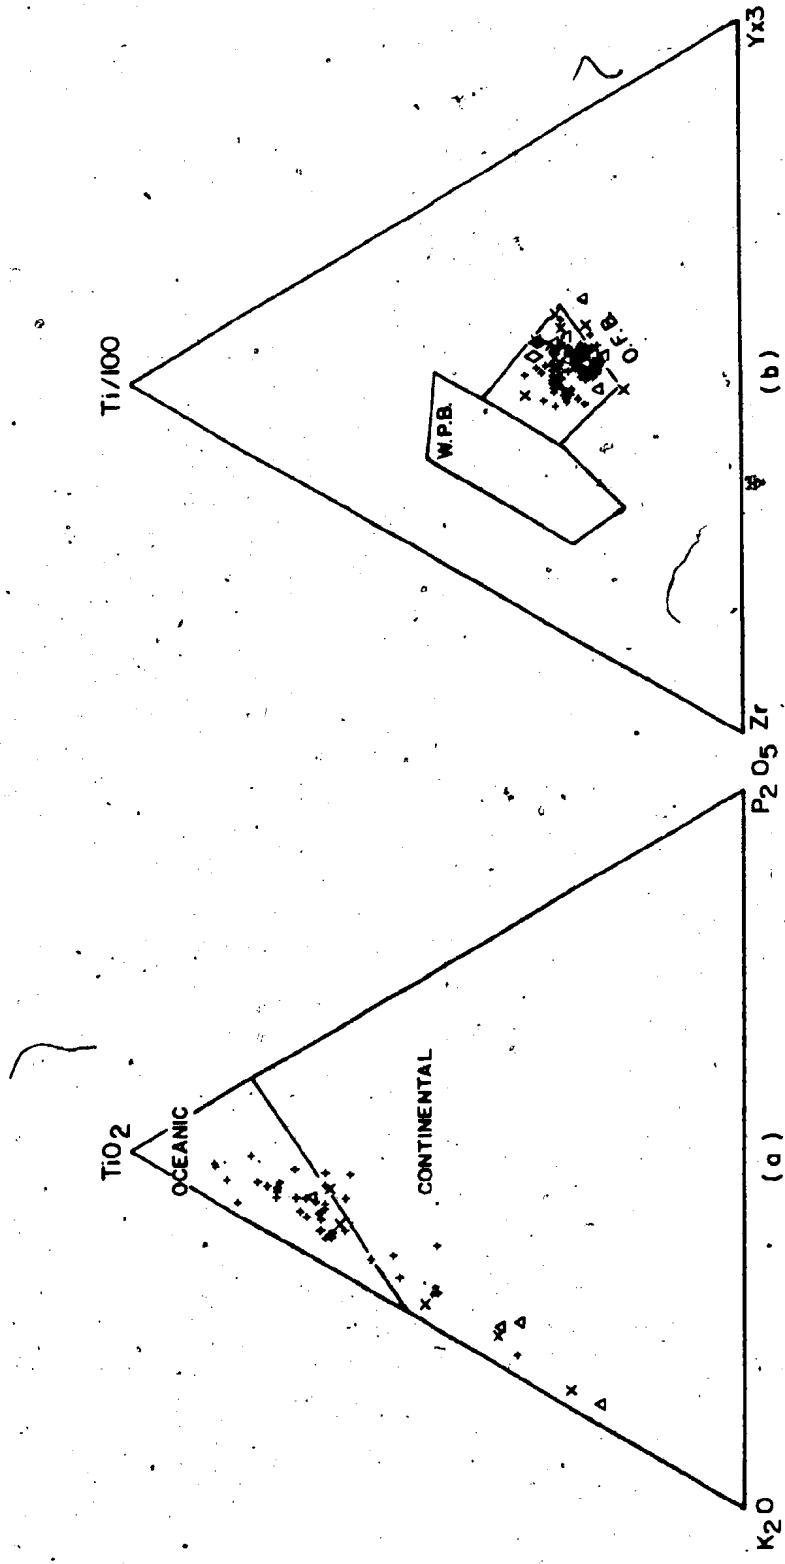 TiO2
OCEANIC
CONTINENTAL
K2O
P2O5
(a)
Ti/100
W.P.B.
O.F.B.
Zr
Yx3
(b)